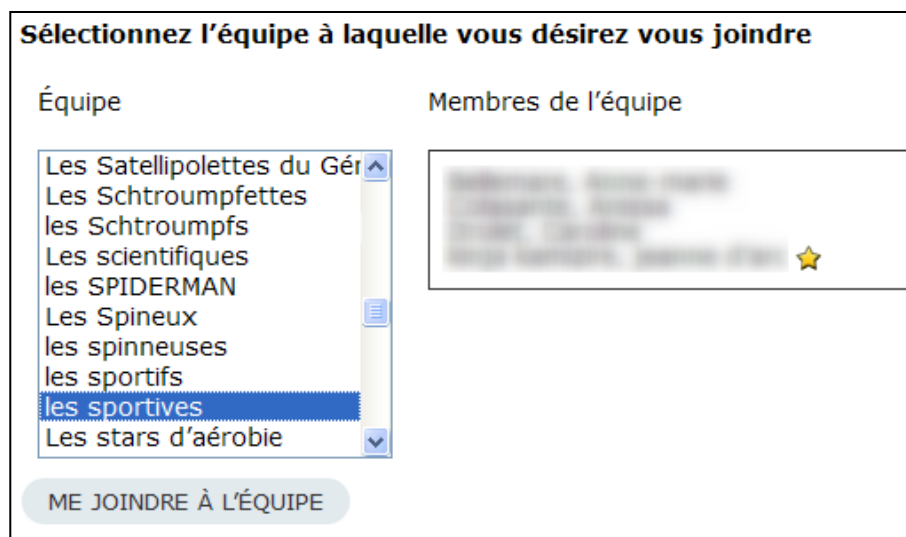 Sélectionnez l'équipe à laquelle vous désirez vous joindre
Équipe
Membres de l'équipe
Les Satellipolettes du Gér
Les Schtroumpfettes
les Schtroumpfs
Les scientifiques
les SPIDERMAN
Les Spineux
les spinneuses
les sportifs
les sportives
Les stars d'aérobie
ME JOINDRE À L'ÉQUIPE